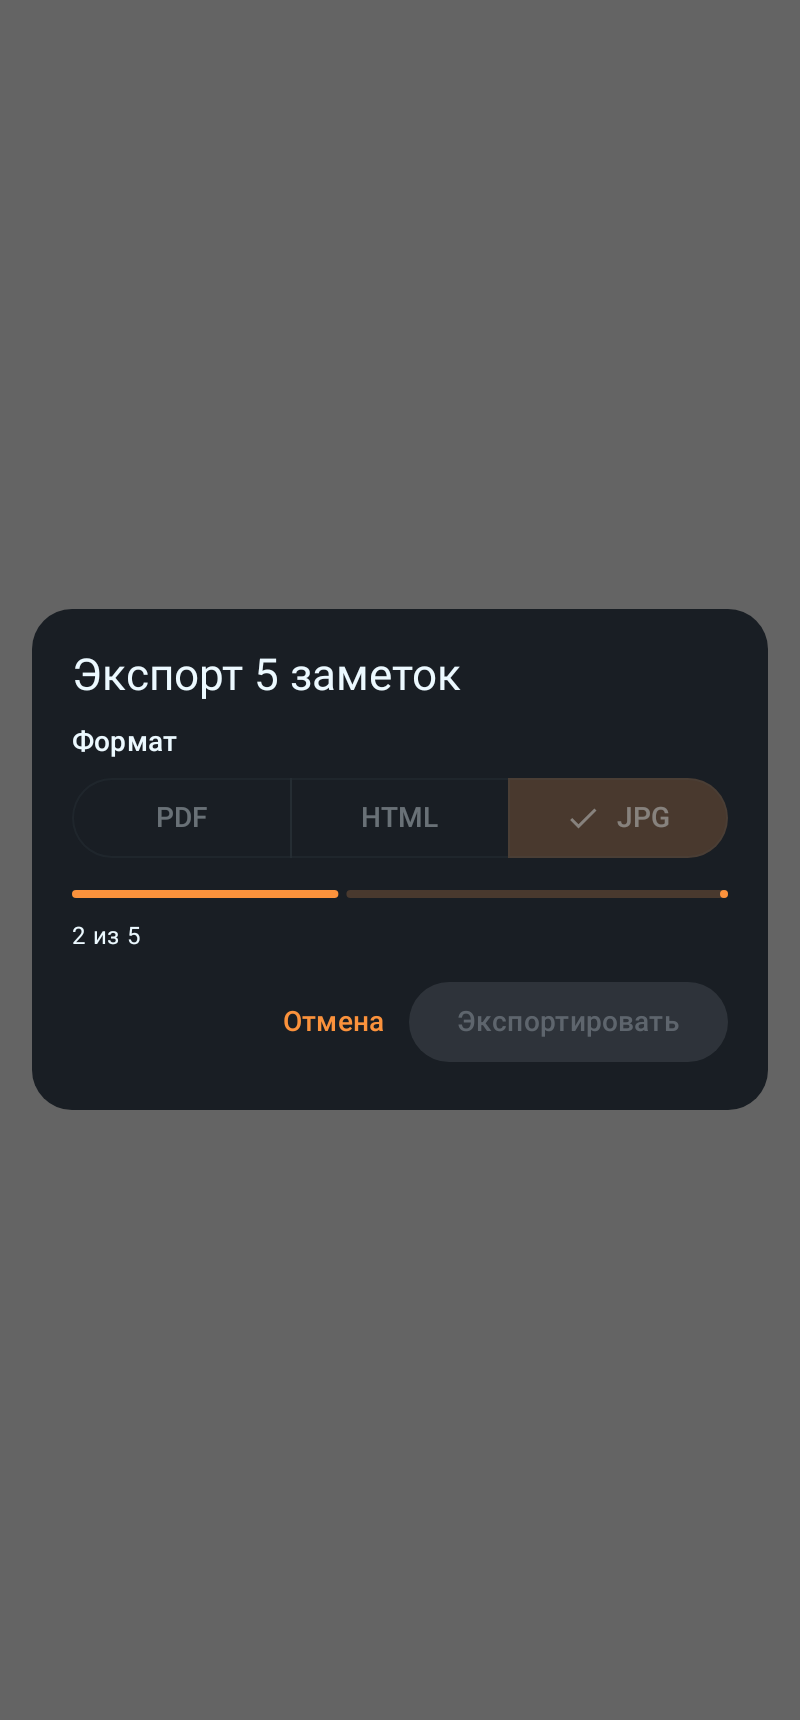 Экспорт 5 заметок
Формат
PDF HTML JPG
2 из 5
Отмена Экспортировать